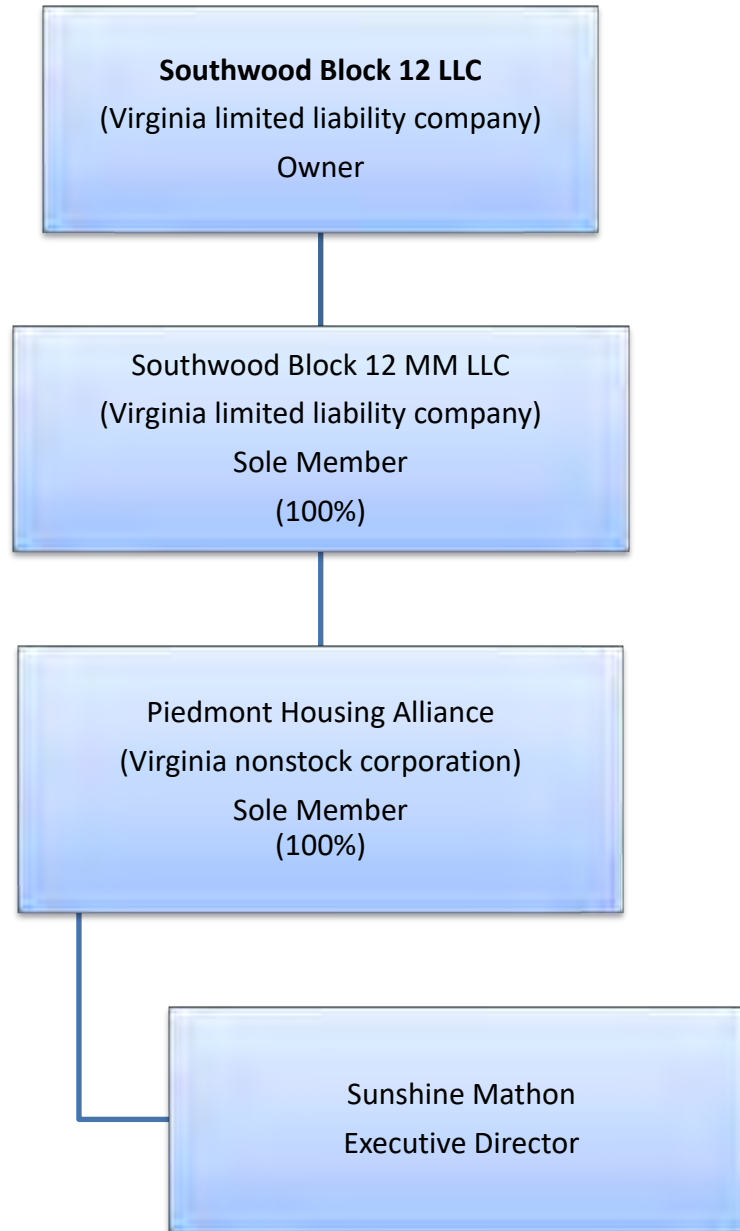 Southwood Block 12 LLC
(Virginia limited liability company)
Owner
Southwood Block 12 MM LLC
(Virginia limited liability company)
Sole Member
(100%)
Piedmont Housing Alliance
(Virginia nonstock corporation)
Sole Member
(100%)
Sunshine Mathon
Executive Director